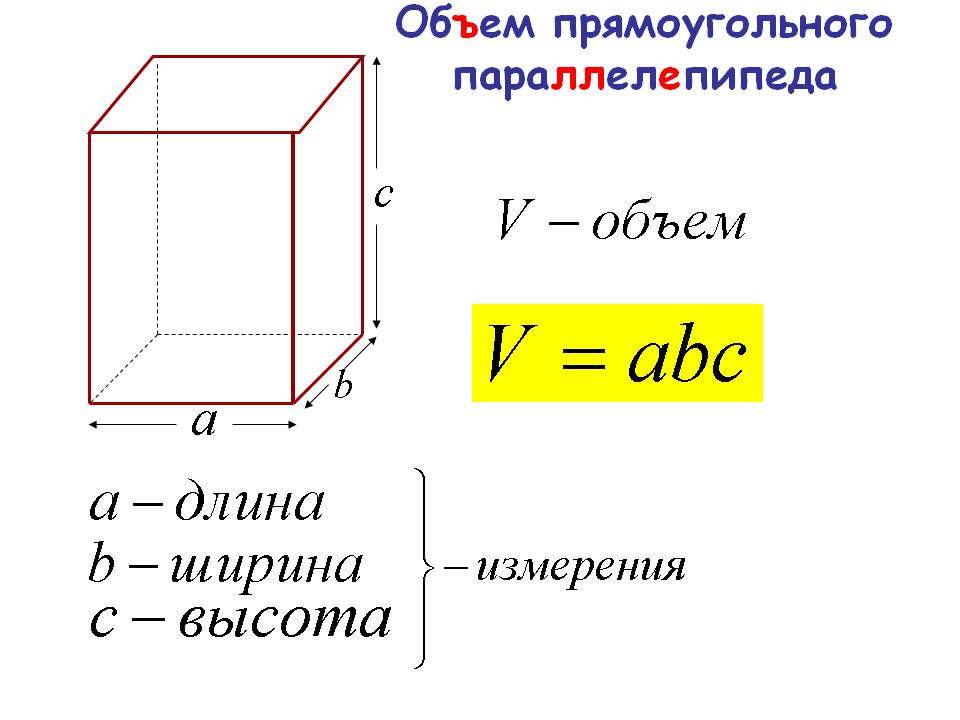 Объем прямоугольного
параллелепипеда
c
V – объем
V = abc
b
a
a – длина
b – ширина
c – высота
– измерения